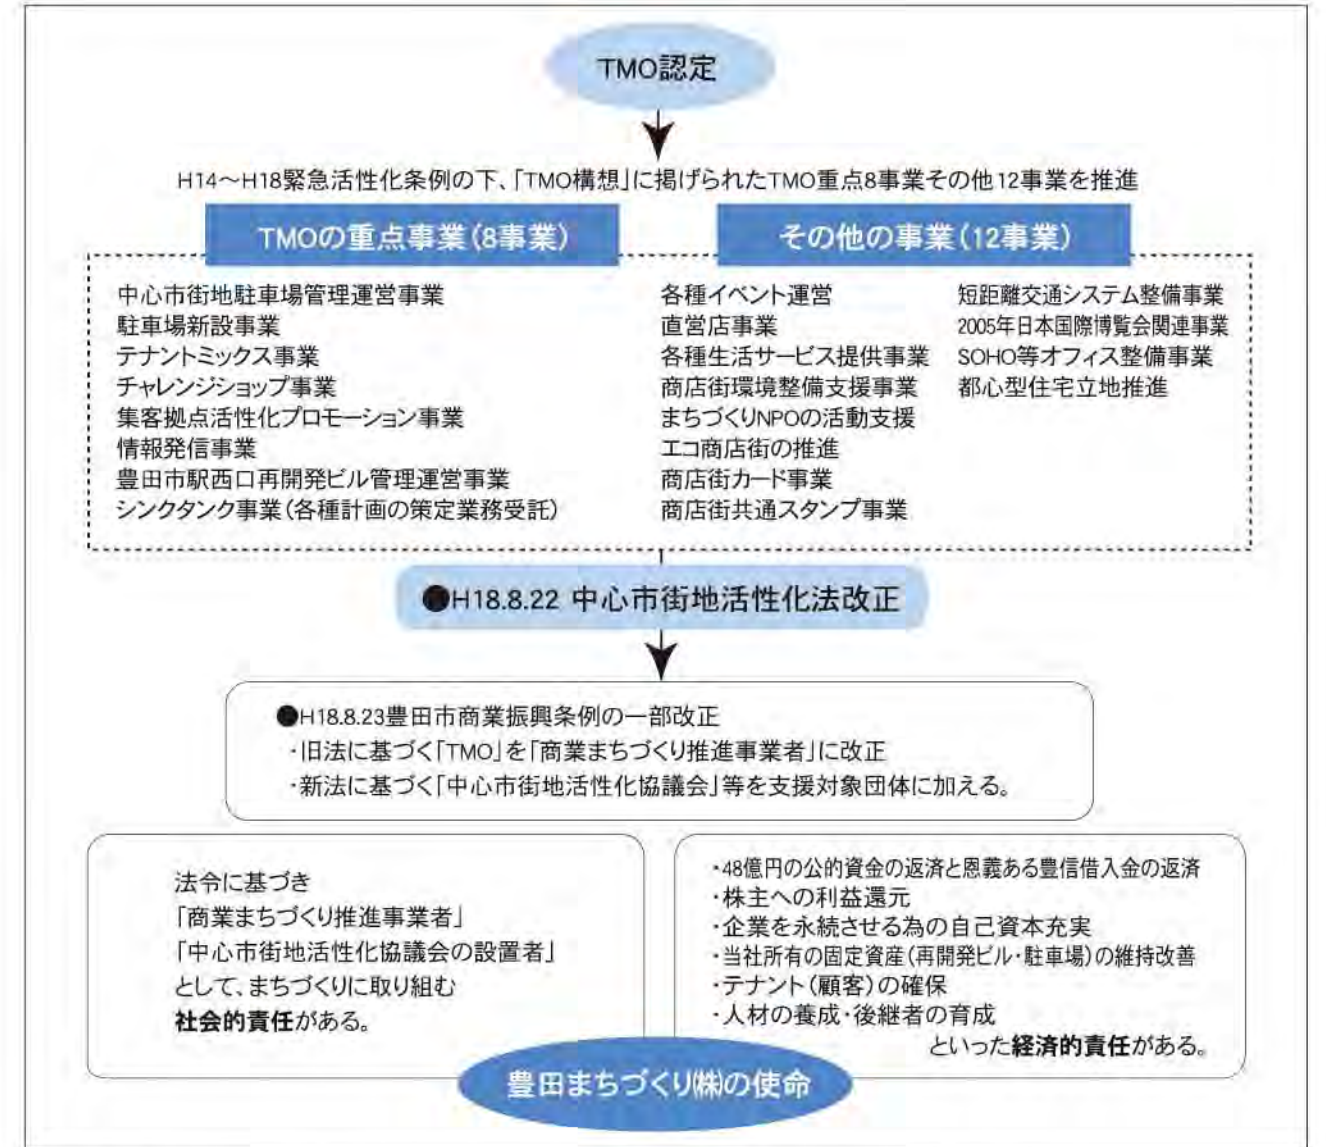 TMO認定
H14～H18緊急活性化条例の下、「TMO構想」に掲げられたTMO重点8事業その他12事業を推進
TMOの重点事業（8事業）
中心市街地駐車場管理運営事業
駐車場新設事業
テナントミックス事業
チャレンジショップ事業
集客拠点活性化プロモーション事業
情報発信事業
豊田市駅西口再開発ビル管理運営事業
シンクタンク事業（各種計画の策定業務受託）
その他の事業（12事業）
各種イベント運営
直営店事業
各種生活サービス提供事業
商店街環境整備支援事業
まちづくりNPOの活動支援
エコ商店街の推進
商店街カード事業
商店街共通スタンプ事業
短距離交通システム整備事業
2005年日本国際博覧会関連事業
SOHO等オフィス整備事業
都心型住宅立地推進
●H18.8.22 中心市街地活性化法改正
●H18.8.23豊田市商業振興条例の一部改正
・旧法に基づく「TMO」を「商業まちづくり推進事業者」に改正
・新法に基づく「中心市街地活性化協議会」等を支援対象団体に加える。
法令に基づき
「商業まちづくり推進事業者」
「中心市街地活性化協議会の設置者」
として、まちづくりに取り組む
社会的責任がある。
・48億円の公的資金の返済と恩義ある豊信借入金の返済
・株主への利益還元
・企業を永続させる為の自己資本充実
・当社所有の固定資産（再開発ビル・駐車場）の維持改善
・テナント（顧客）の確保
・人材の養成・後継者の育成
といった経済的責任がある。
豊田まちづくり㈱の使命